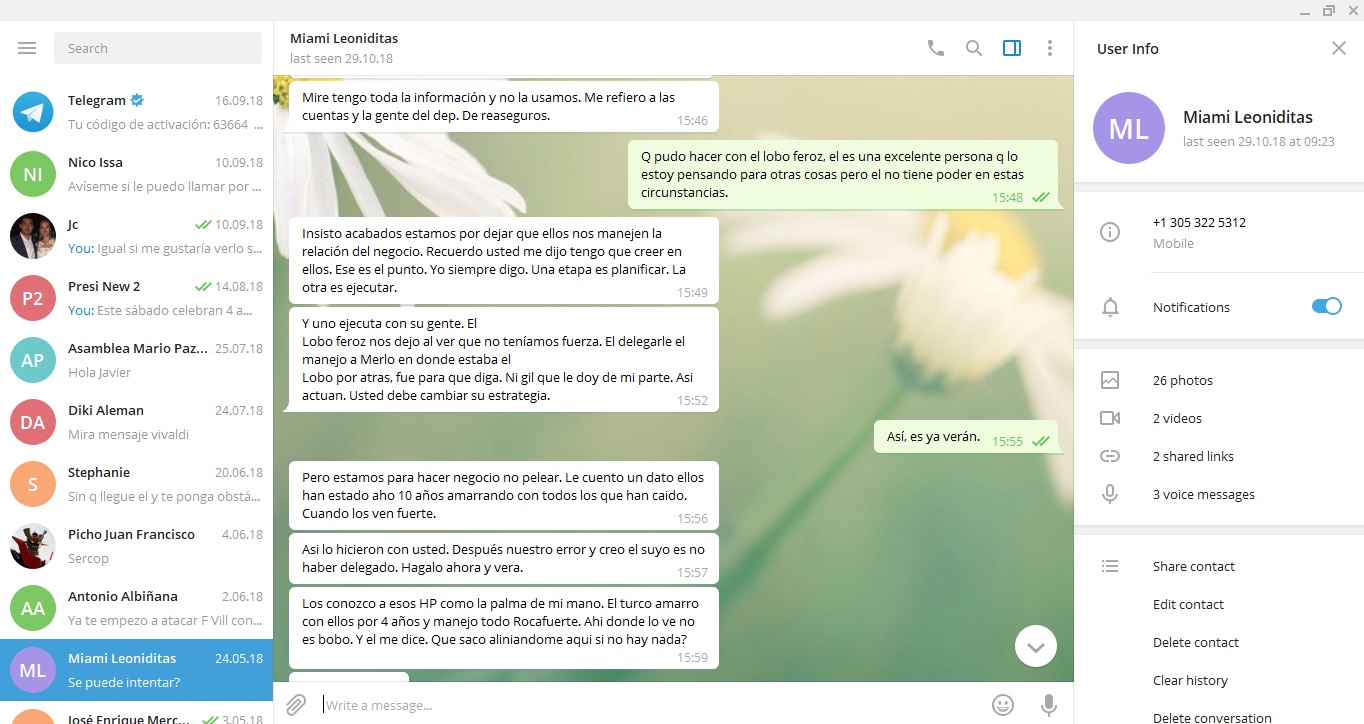 Search
Telegram 16.09.18
Tu código de activación: 63664 ...
NI
Nico Issa 10.09.18
Avíseme si le puedo llamar por ...
Jc 10.09.18
You: Igual si me gustaría verlo s...
P2
Presi New 2 14.08.18
You: Este sábado celebran 4 a...
AP
Asamblea Mario Paz... 25.07.18
Hola Javier
DA
Diki Aleman 24.07.18
Mira mensaje vivaldi
S
Stephanie 20.06.18
Sin q llegue el y te ponga obstá...
Picho Juan Francisco 4.06.18
Sercop
AA
Antonio Albiñana 2.06.18
Ya te empezo a atacar F Vill con...
ML
Miami Leoniditas 24.05.18
Se puede intentar?
José Enrique Merc... 3.05.18
Miami Leoniditas
last seen 29.10.18
Mire tengo toda la información y no la usamos. Me refiero a las
cuentas y la gente del dep. De reaseguros.
15:46
Q pudo hacer con el lobo feroz, el es una excelente persona q lo
estoy pensando para otras cosas pero el no tiene poder en estas
circunstancias.
15:48
Insisto acabados estamos por dejar que ellos nos manejen la
relación del negocio. Recuerdo usted me dijo tengo que creer en
ellos. Ese es el punto. Yo siempre digo. Una etapa es planificar. La
otra es ejecutar.
15:49
Y uno ejecuta con su gente. El
Lobo feroz nos dejo al ver que no teníamos fuerza. El delegarle el
manejo a Merlo en donde estaba el
Lobo por atras, fue para que diga. Ni gil que le doy de mi parte. Asi
actuan. Usted debe cambiar su estrategia.
15:52
Así, es ya verán. 15:55
Pero estamos para hacer negocio no pelear. Le cuento un dato ellos
han estado aho 10 años amarrando con todos los que han caido.
Cuando los ven fuerte.
15:56
Asi lo hicieron con usted. Después nuestro error y creo el suyo es no
haber delegado. Hagalo ahora y vera.
15:57
Los conozco a esos HP como la palma de mi mano. El turco amarro
con ellos por 4 años y manejo todo Rocafuerte. Ahi donde lo ve no
es bobo. Y el me dice. Que saco aliniandome aqui si no hay nada?
15:59
Write a message...
User Info
ML
Miami Leoniditas
last seen 29.10.18 at 09:23
+1 305 322 5312
Mobile
Notifications
26 photos
2 videos
2 shared links
3 voice messages
Share contact
Edit contact
Delete contact
Clear history
Delete conversation